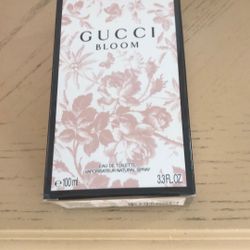 GUCCI
BLOOM
EAU DE TOILETTE
VAPORISATEUR NATURAL SPRAY
e 100 ml 3.3 FL.OZ.